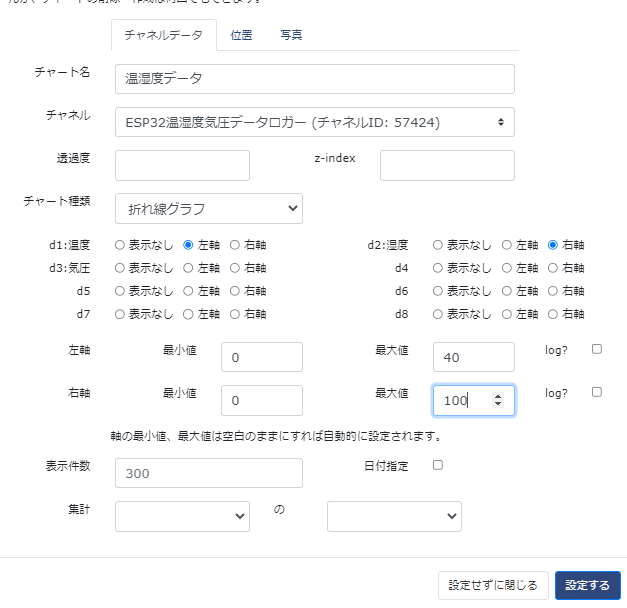 チャネルデータ 位置 写真
チャート名 温湿度データ
チャネル ESP32温湿度気圧データロガー (チャネルID: 57424)
透過度 z-index
チャート種類 折れ線グラフ
d1:温度 表示なし 左軸 右軸 d2:湿度 表示なし 左軸 右軸
d3:気圧 表示なし 左軸 右軸 d4 表示なし 左軸 右軸
d5 表示なし 左軸 右軸 d6 表示なし 左軸 右軸
d7 表示なし 左軸 右軸 d8 表示なし 左軸 右軸
左軸 最小値 0 最大値 40 log?
右軸 最小値 0 最大値 100 log?
軸の最小値、最大値は空白のままにすれば自動的に設定されます。
表示件数 300 日付指定
集計 の
設定せずに閉じる 設定する